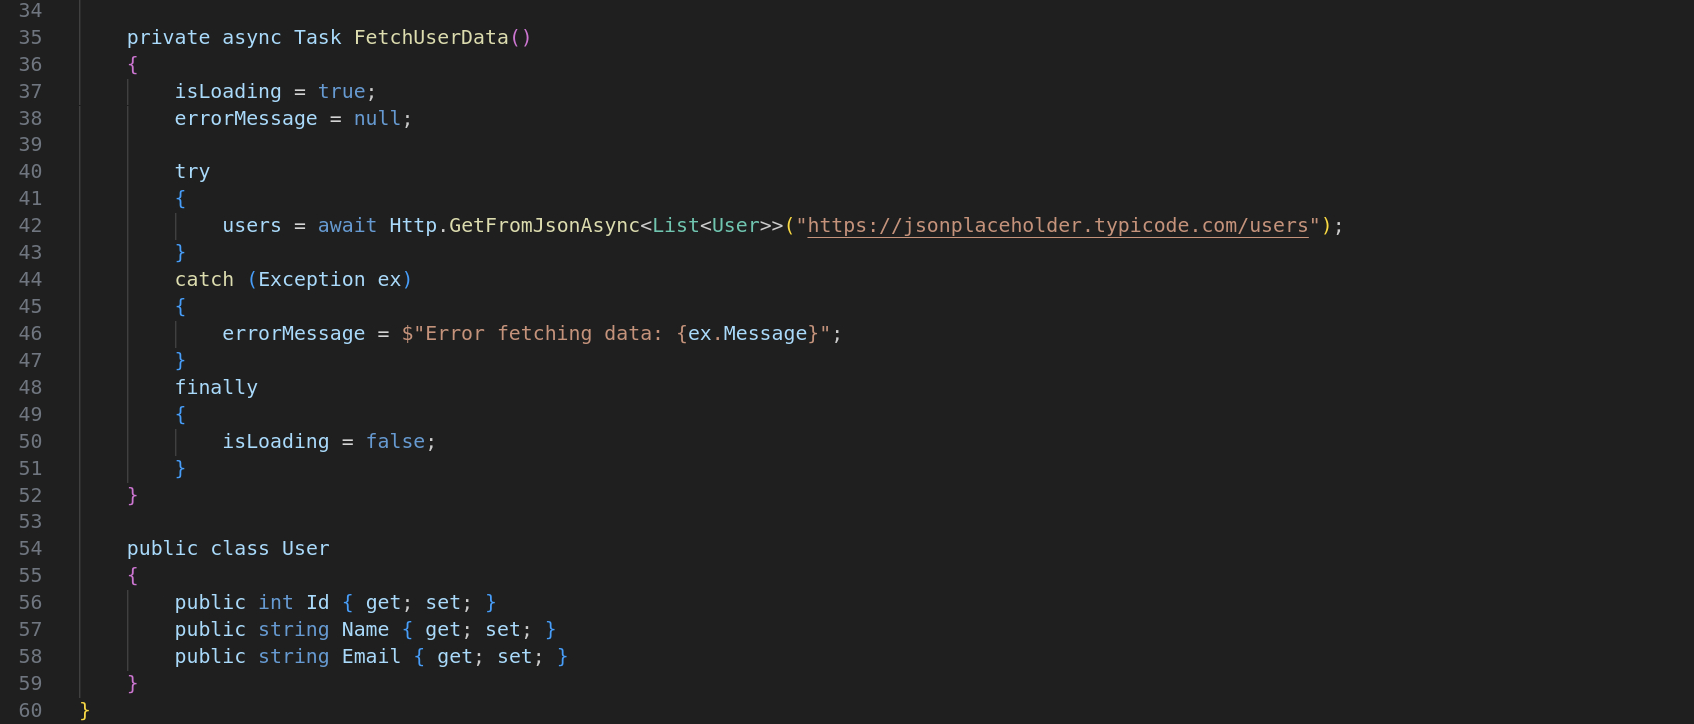 34
35 private async Task FetchUserData()
36 {
37 isLoading = true;
38 errorMessage = null;
39
40 try
41 {
42 users = await Http.GetFromJsonAsync<List<User>>("https://jsonplaceholder.typicode.com/users");
43 }
44 catch (Exception ex)
45 {
46 errorMessage = $"Error fetching data: {ex.Message}";
47 }
48 finally
49 {
50 isLoading = false;
51 }
52 }
53
54 public class User
55 {
56 public int Id { get; set; }
57 public string Name { get; set; }
58 public string Email { get; set; }
59 }
60 }